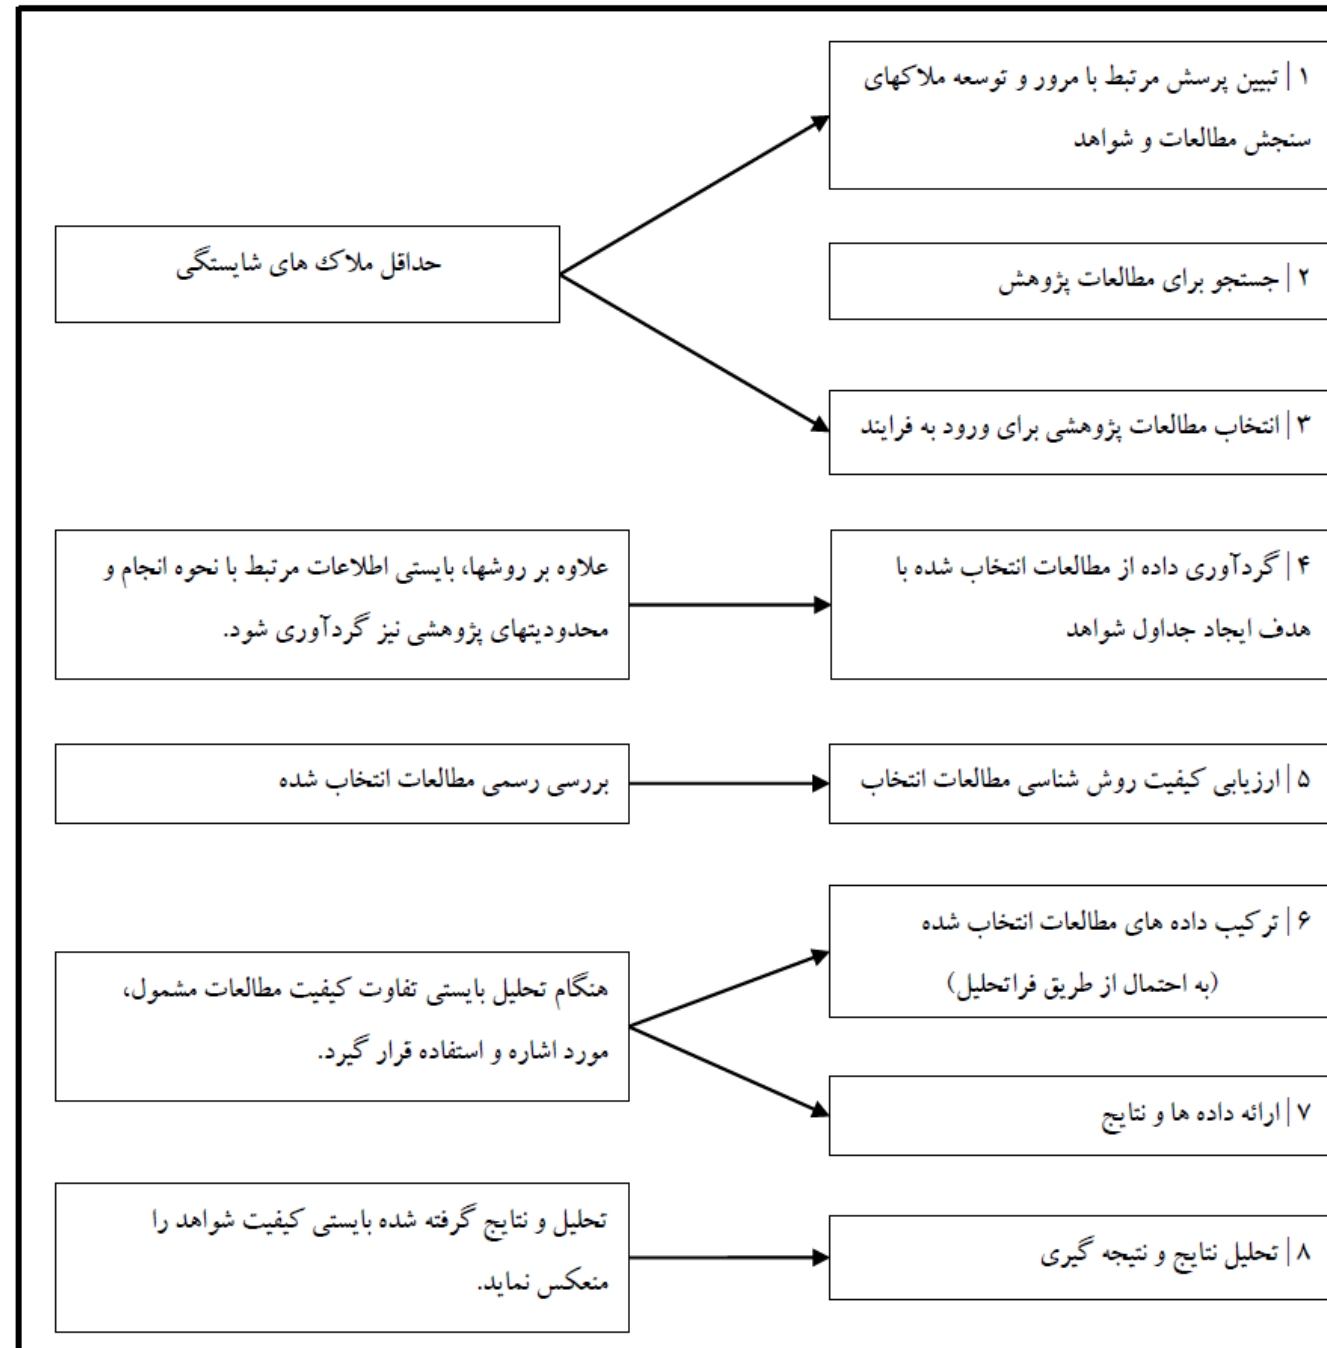 ۱| تبیین پرسش مرتبط با مرور و توسعه ملاکهای
سنجش مطالعات و شواهد
حداقل ملاک های شایستگی
۲| جستجو برای مطالعات پژوهش
۳| انتخاب مطالعات پژوهشی برای ورود به فرایند
۴| گردآوری داده از مطالعات انتخاب شده با
هدف ایجاد جداول شواهد
علاوه بر روشها، بایستی اطلاعات مرتبط با نحوه انجام و
محدودیتهای پژوهشی نیز گردآوری شود.
۵| ارزیابی کیفیت روش شناسی مطالعات انتخاب
بررسی رسمی مطالعات انتخاب شده
۶| ترکیب داده های مطالعات انتخاب شده
(به احتمال از طریق فراتحلیل)
هنگام تحلیل بایستی تفاوت کیفیت مطالعات مشمول،
مورد اشاره و استفاده قرار گیرد.
۷| ارائه داده ها و نتایج
۸| تحلیل نتایج و نتیجه گیری
تحلیل و نتایج گرفته شده بایستی کیفیت شواهد را
منعکس نماید.